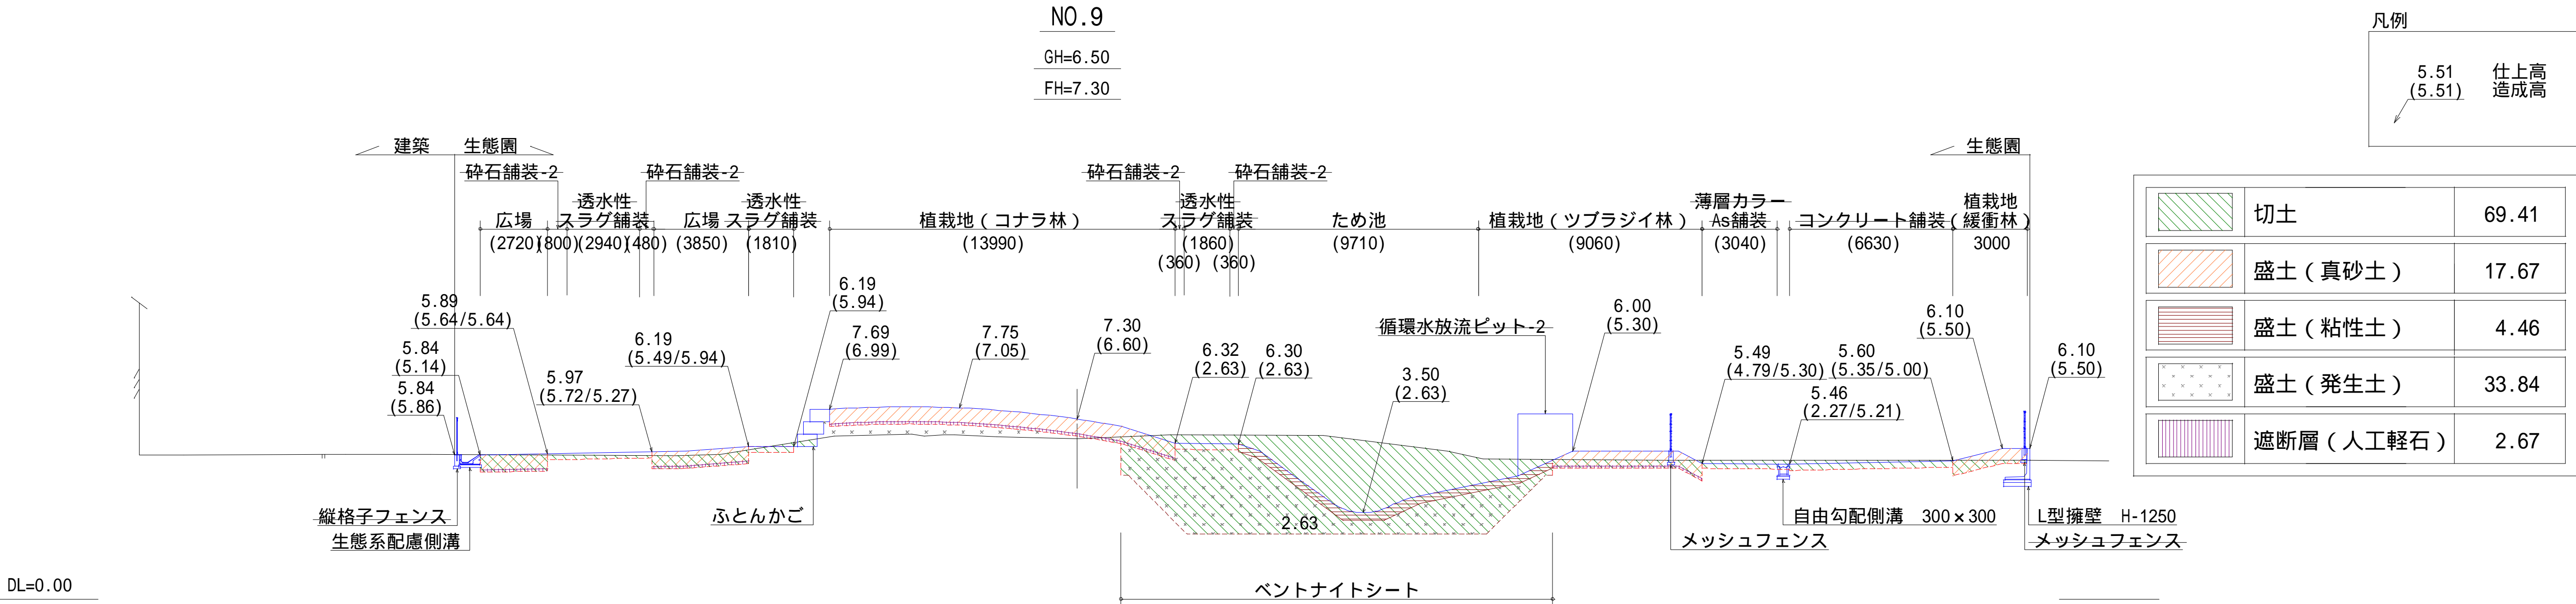 NO.9
GH=6.50
FH=7.30
凡例
5.51 仕上高
(5.51) 造成高
建築 生態園
生態園
砕石舗装-2
砕石舗装-2
砕石舗装-2
砕石舗装-2
広場
(2720)
(800)
透水性
スラグ舗装
(2940)
(480)
広場
(3850)
透水性
スラグ舗装
(1810)
植栽地(コナラ林)
(13990)
(360)
透水性
スラグ舗装
(1860)
(360)
ため池
(9710)
植栽地(ツブラジイ林)
(9060)
薄層カラー
As舗装
(3040)
コンクリート舗装
(6630)
植栽地
(緩衝林)
3000
切土 69.41
盛土(真砂土) 17.67
盛土(粘性土) 4.46
盛土(発生土) 33.84
遮断層(人工軽石) 2.67
5.89
(5.64/5.64)
5.84
(5.14)
5.84
(5.86)
5.97
(5.72/5.27)
6.19
(5.49/5.94)
6.19
(5.94)
7.69
(6.99)
7.75
(7.05)
7.30
(6.60)
6.32
(2.63)
6.30
(2.63)
3.50
(2.63)
循環水放流ピット-2
6.00
(5.30)
5.49
(4.79/5.30)
5.60
(5.35/5.00)
5.46
(2.27/5.21)
6.10
(5.50)
6.10
(5.50)
2.63
縦格子フェンス
生態系配慮側溝
ふとんかご
メッシュフェンス
自由勾配側溝 300×300
L型擁壁 H-1250
メッシュフェンス
ベントナイトシート
DL=0.00